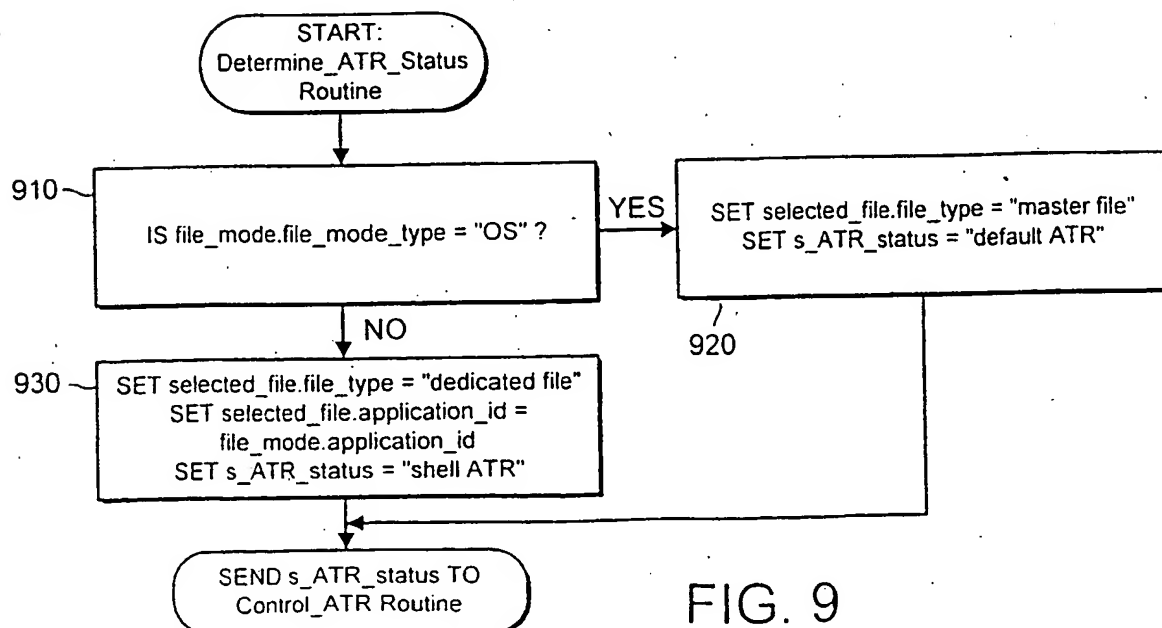 START:
Determine_ATR_Status
Routine
910
IS file_mode.file_mode_type = "OS" ?
YES
SET selected_file.file_type = "master file"
SET s_ATR_status = "default ATR"
920
NO
930
SET selected_file.file_type = "dedicated file"
SET selected_file.application_id =
file_mode.application_id
SET s_ATR_status = "shell ATR"
SEND s_ATR_status TO
Control_ATR Routine
FIG. 9